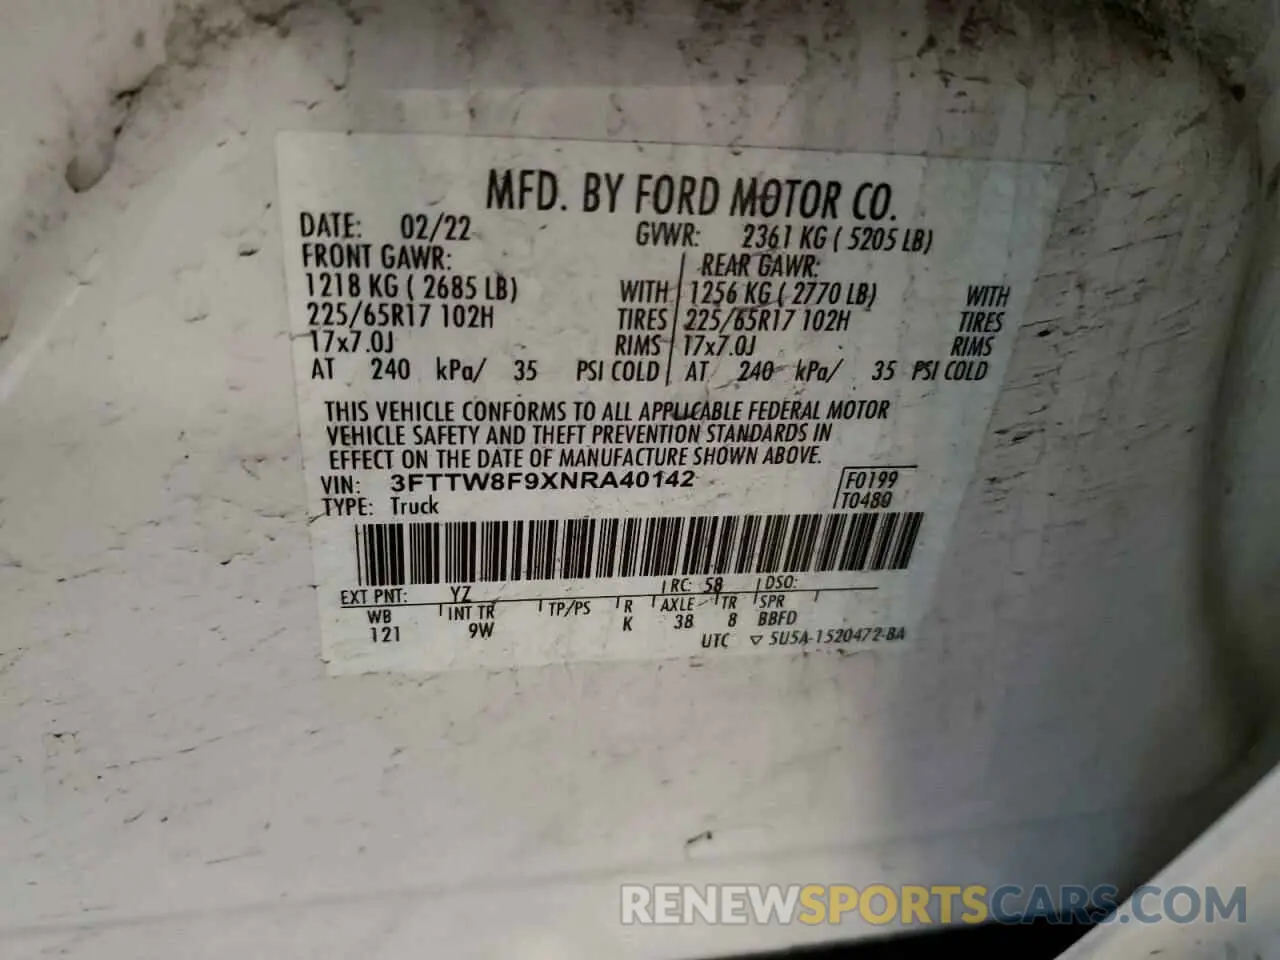 MFD. BY FORD MOTOR CO.
DATE: 02/22 GVWR: 2361 KG ( 5205 LB)
FRONT GAWR: REAR GAWR:
1218 KG ( 2685 LB) WITH 1256 KG ( 2770 LB) WITH
225/65R17 102H TIRES 225/65R17 102H TIRES
17x7.0J RIMS 17x7.0J RIMS
AT 240 kPa/ 35 PSI COLD AT 240 kPa/ 35 PSI COLD
THIS VEHICLE CONFORMS TO ALL APPLICABLE FEDERAL MOTOR
VEHICLE SAFETY AND THEFT PREVENTION STANDARDS IN
EFFECT ON THE DATE OF MANUFACTURE SHOWN ABOVE.
VIN: 3FTTW8F9XNRA40142 F0199
TYPE: Truck T0480
EXT PNT: YZ RC: 58 DSO:
WB INT TR TP/PS R AXLE TR SPR
121 9W K 38 8 BBFD
UTC ▽ 5U5A-1520472-BA
RENEWSPORTSCARS.COM